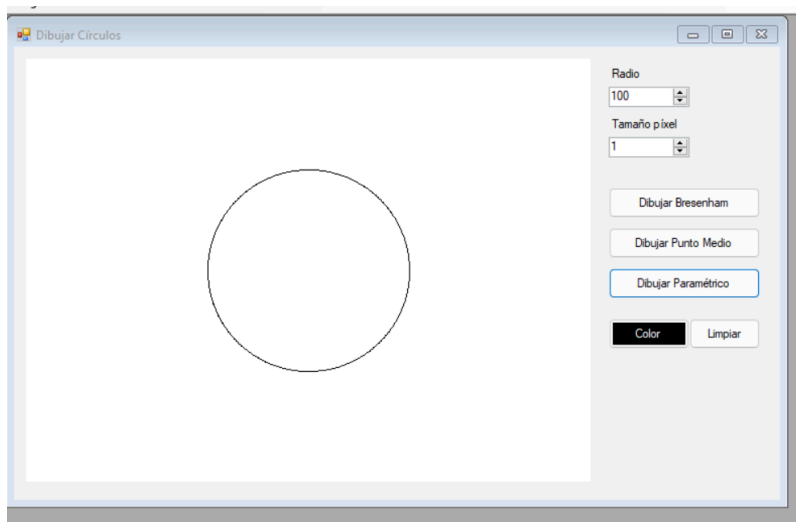 Dibujar Círculos
Radio
100
Tamaño píxel
1
Dibujar Bresenham
Dibujar Punto Medio
Dibujar Paramétrico
Color Limpiar